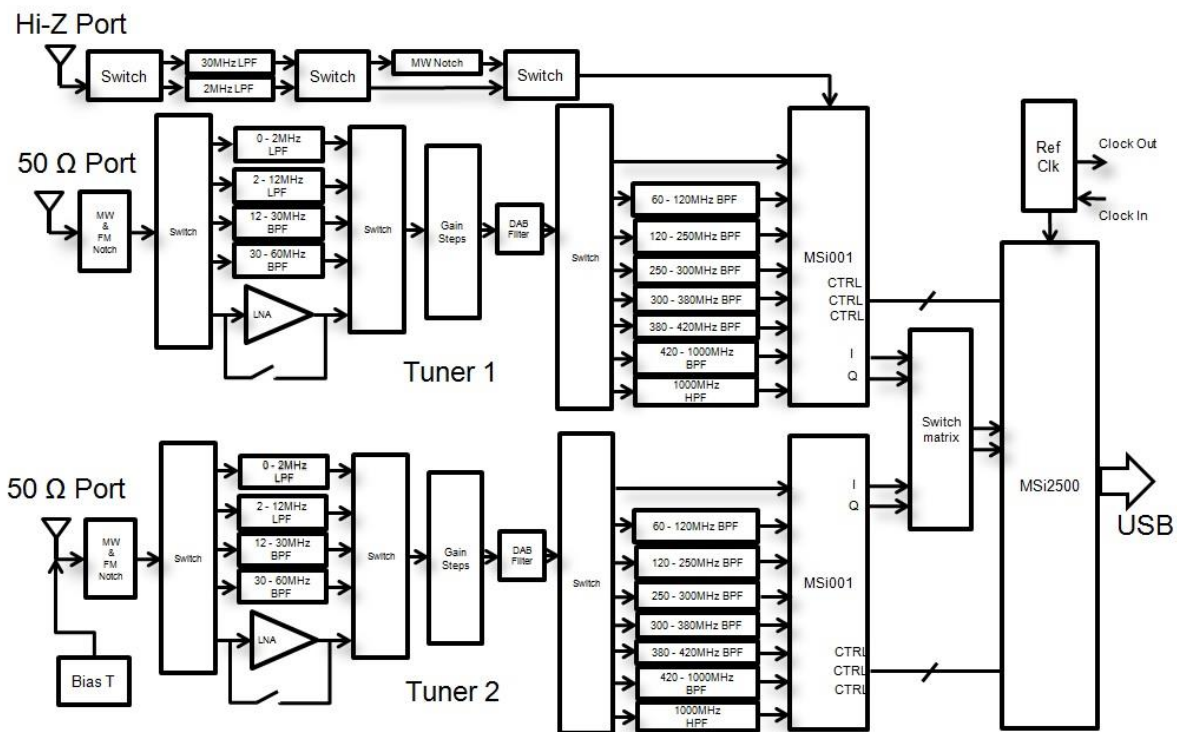 Hi-Z Port
Switch
30MHz LPF
2MHz LPF
Switch
MW Notch
Switch
50 Ω Port
MW
&
FM
Notch
Switch
0 - 2MHz
LPF
2 - 12MHz
LPF
12 - 30MHz
BPF
30 - 60MHz
BPF
LNA
Switch
Gain
Steps
DAB
Filter
Switch
60 - 120MHz BPF
120 - 250MHz BPF
250 - 300MHz BPF
300 - 380MHz BPF
380 - 420MHz BPF
420 - 1000MHz
BPF
1000MHz
HPF
MSi001
CTRL
CTRL
CTRL
I
Q
Tuner 1
Ref
Clk
Clock Out
Clock In
Switch
matrix
MSi2500
USB
50 Ω Port
MW
&
FM
Notch
Bias T
Switch
0 - 2MHz
LPF
2 - 12MHz
LPF
12 - 30MHz
BPF
30 - 60MHz
BPF
LNA
Switch
Gain
Steps
DAB
Filter
Switch
60 - 120MHz BPF
120 - 250MHz BPF
250 - 300MHz BPF
300 - 380MHz BPF
380 - 420MHz BPF
420 - 1000MHz
BPF
1000MHz
HPF
I
Q
MSi001
CTRL
CTRL
CTRL
Tuner 2